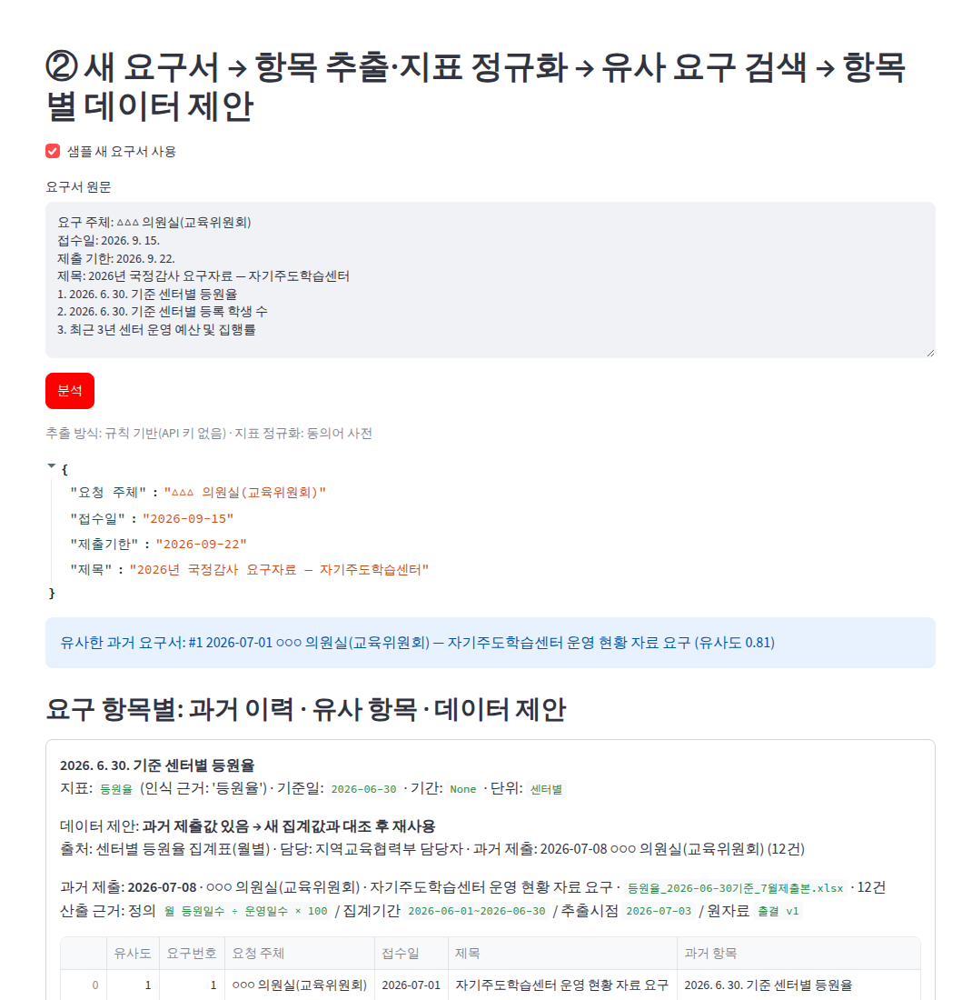 ② 새 요구서 → 항목 추출·지표 정규화 → 유사 요구 검색 → 항목
별 데이터 제안
샘플 새 요구서 사용
요구서 원문
요구 주체: △△△ 의원실(교육위원회)
접수일: 2026. 9. 15.
제출 기한: 2026. 9. 22.
제목: 2026년 국정감사 요구자료 — 자기주도학습센터
1. 2026. 6. 30. 기준 센터별 등원율
2. 2026. 6. 30. 기준 센터별 등록 학생 수
3. 최근 3년 센터 운영 예산 및 집행률
분석
추출 방식: 규칙 기반(API 키 없음) · 지표 정규화: 동의어 사전
{
"요청 주체" : "△△△ 의원실(교육위원회)"
"접수일" : "2026-09-15"
"제출기한" : "2026-09-22"
"제목" : "2026년 국정감사 요구자료 — 자기주도학습센터"
}
유사한 과거 요구서: #1 2026-07-01 ○○○ 의원실(교육위원회) — 자기주도학습센터 운영 현황 자료 요구 (유사도 0.81)
요구 항목별: 과거 이력 · 유사 항목 · 데이터 제안
2026. 6. 30. 기준 센터별 등원율
지표: 등원율 (인식 근거: '등원율') · 기준일: 2026-06-30 · 기간: None · 단위: 센터별
데이터 제안: 과거 제출값 있음 → 새 집계값과 대조 후 재사용
출처: 센터별 등원율 집계표(월별) · 담당: 지역교육협력부 담당자 · 과거 제출: 2026-07-08 ○○○ 의원실(교육위원회) (12건)
과거 제출: 2026-07-08 · ○○○ 의원실(교육위원회) · 자기주도학습센터 운영 현황 자료 요구 · 등원율_2026-06-30기준_7월제출본.xlsx · 12건
산출 근거: 정의 월 등원일수 ÷ 운영일수 × 100 / 집계기간 2026-06-01~2026-06-30 / 추출시점 2026-07-03 / 원자료 출결 v1
유사도 요구번호 요청 주체 접수일 제목 과거 항목
0 1 1 ○○○ 의원실(교육위원회) 2026-07-01 자기주도학습센터 운영 현황 자료 요구 2026. 6. 30. 기준 센터별 등원율